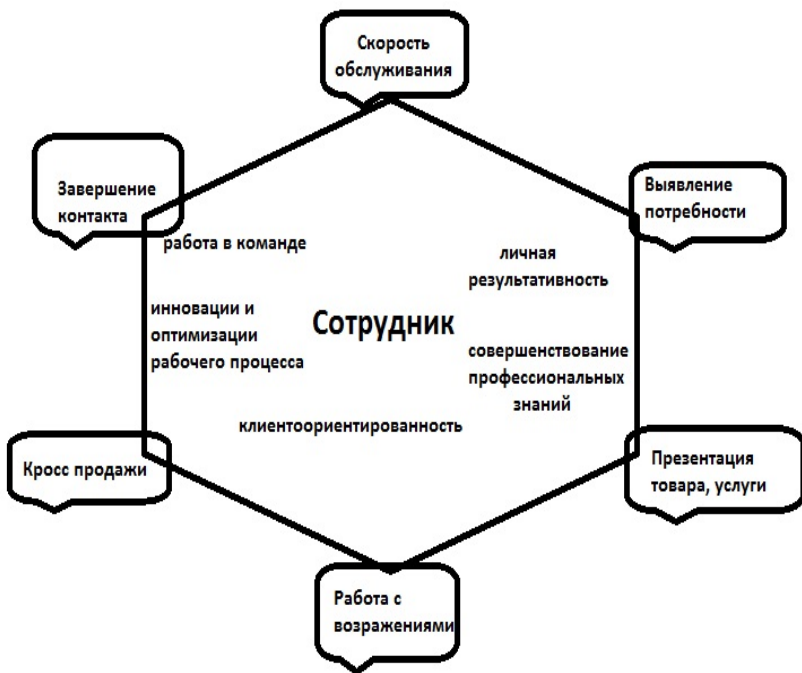 Скорость
обслуживания
Завершение
контакта
Выявление
потребности
работа в команде
личная
результативность
инновации и
оптимизации
рабочего процесса
Сотрудник
совершенствование
профессиональных
знаний
клиентоориентированность
Кросс продажи
Презентация
товара, услуги
Работа с
возражениями